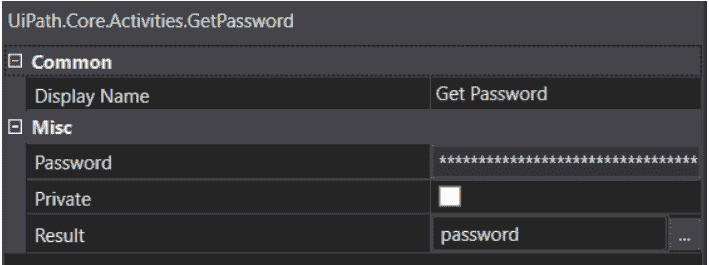 UiPath.Core.Activities.GetPassword
Common
Display Name Get Password
Misc
Password *********************************
Private
Result password ...